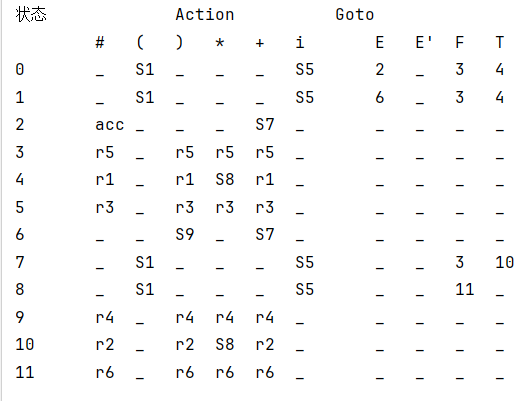 状态 Action Goto
# ( ) * + i E E' F T
0 _ S1 _ _ _ S5 2 _ 3 4
1 _ S1 _ _ _ S5 6 _ 3 4
2 acc _ _ _ S7 _ _ _ _ _
3 r5 _ r5 r5 r5 _ _ _ _ _
4 r1 _ r1 S8 r1 _ _ _ _ _
5 r3 _ r3 r3 r3 _ _ _ _ _
6 _ _ S9 _ S7 _ _ _ _ _
7 _ S1 _ _ _ S5 _ _ 3 10
8 _ S1 _ _ _ S5 _ _ 11 _
9 r4 _ r4 r4 r4 _ _ _ _ _
10 r2 _ r2 S8 r2 _ _ _ _ _
11 r6 _ r6 r6 r6 _ _ _ _ _